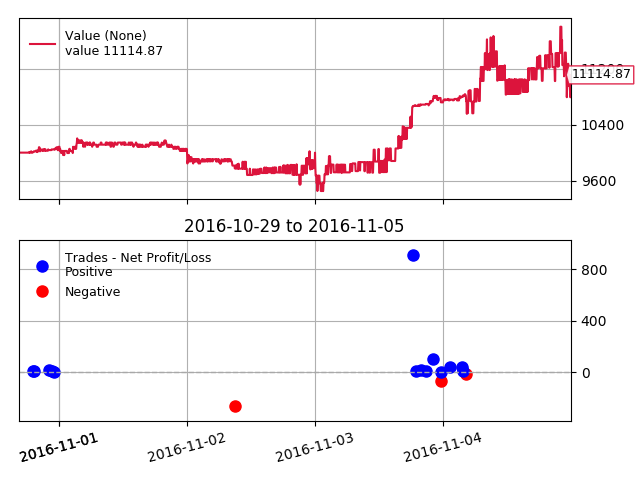 Value (None)
value 11114.87
11200
11114.87
10400
9600
2016-10-29 to 2016-11-05
Trades - Net Profit/Loss
Positive
Negative
800
400
0
2016-11-01
2016-11-02
2016-11-03
2016-11-04